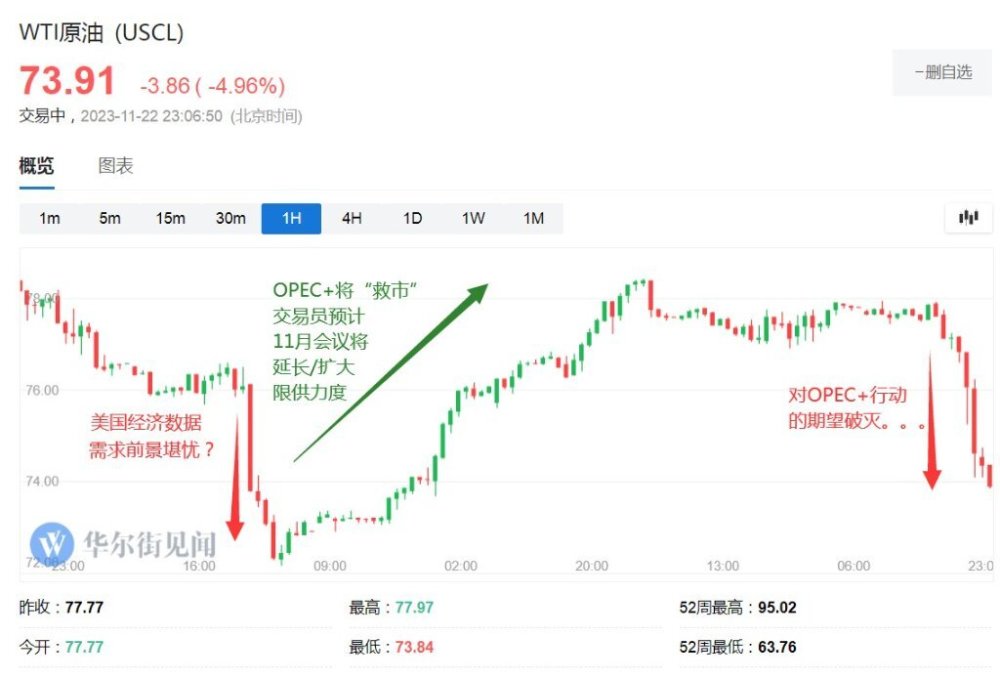 WTI原油 (USCL)
73.91 -3.86 ( -4.96%)
－删自选
交易中，2023-11-22 23:06:50 (北京时间)
概览 图表
1m 5m 15m 30m 1H 4H 1D 1W 1M
78.00
76.00
74.00
72.00
OPEC+将“救市”
交易员预计
11月会议将
延长/扩大
限供力度
美国经济数据
需求前景堪忧？
对OPEC+行动
的期望破灭。。。
W 华尔街见闻
23:00 16:00 09:00 02:00 20:00 13:00 06:00 23:0
昨收：77.77 最高：77.97 52周最高：95.02
今开：77.77 最低：73.84 52周最低：63.76